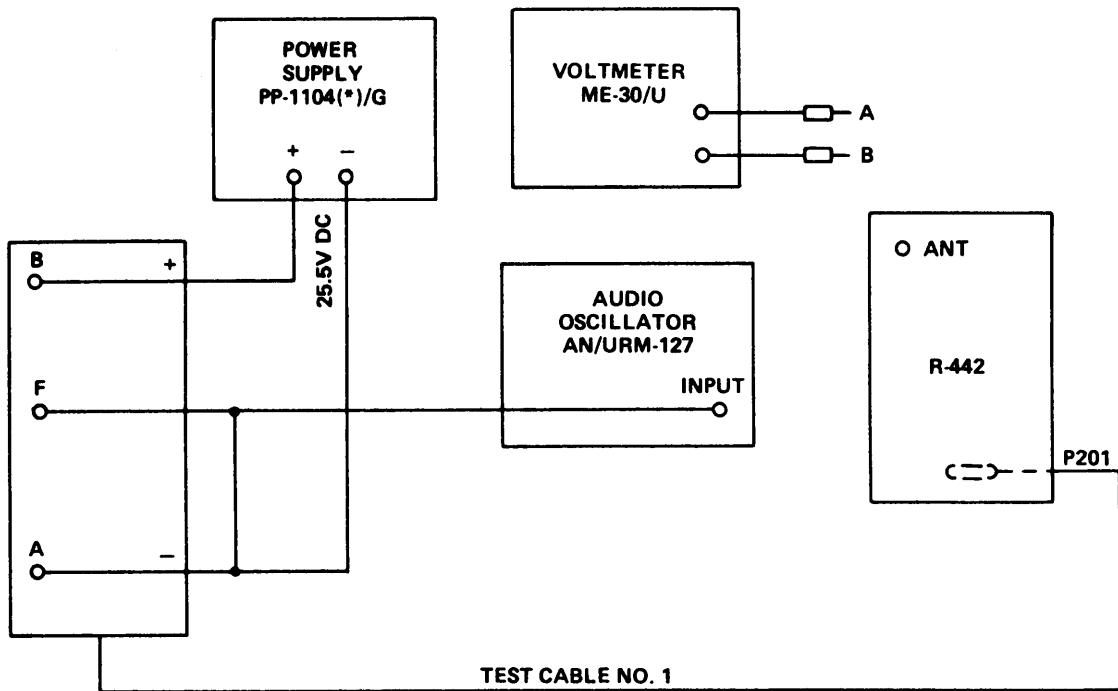 POWER
SUPPLY
PP-1104(*)/G
+ −
25.5V DC
VOLTMETER
ME-30/U
A
B
B +
F
A −
AUDIO
OSCILLATOR
AN/URM-127
INPUT
ANT
R-442
P201
TEST CABLE NO. 1